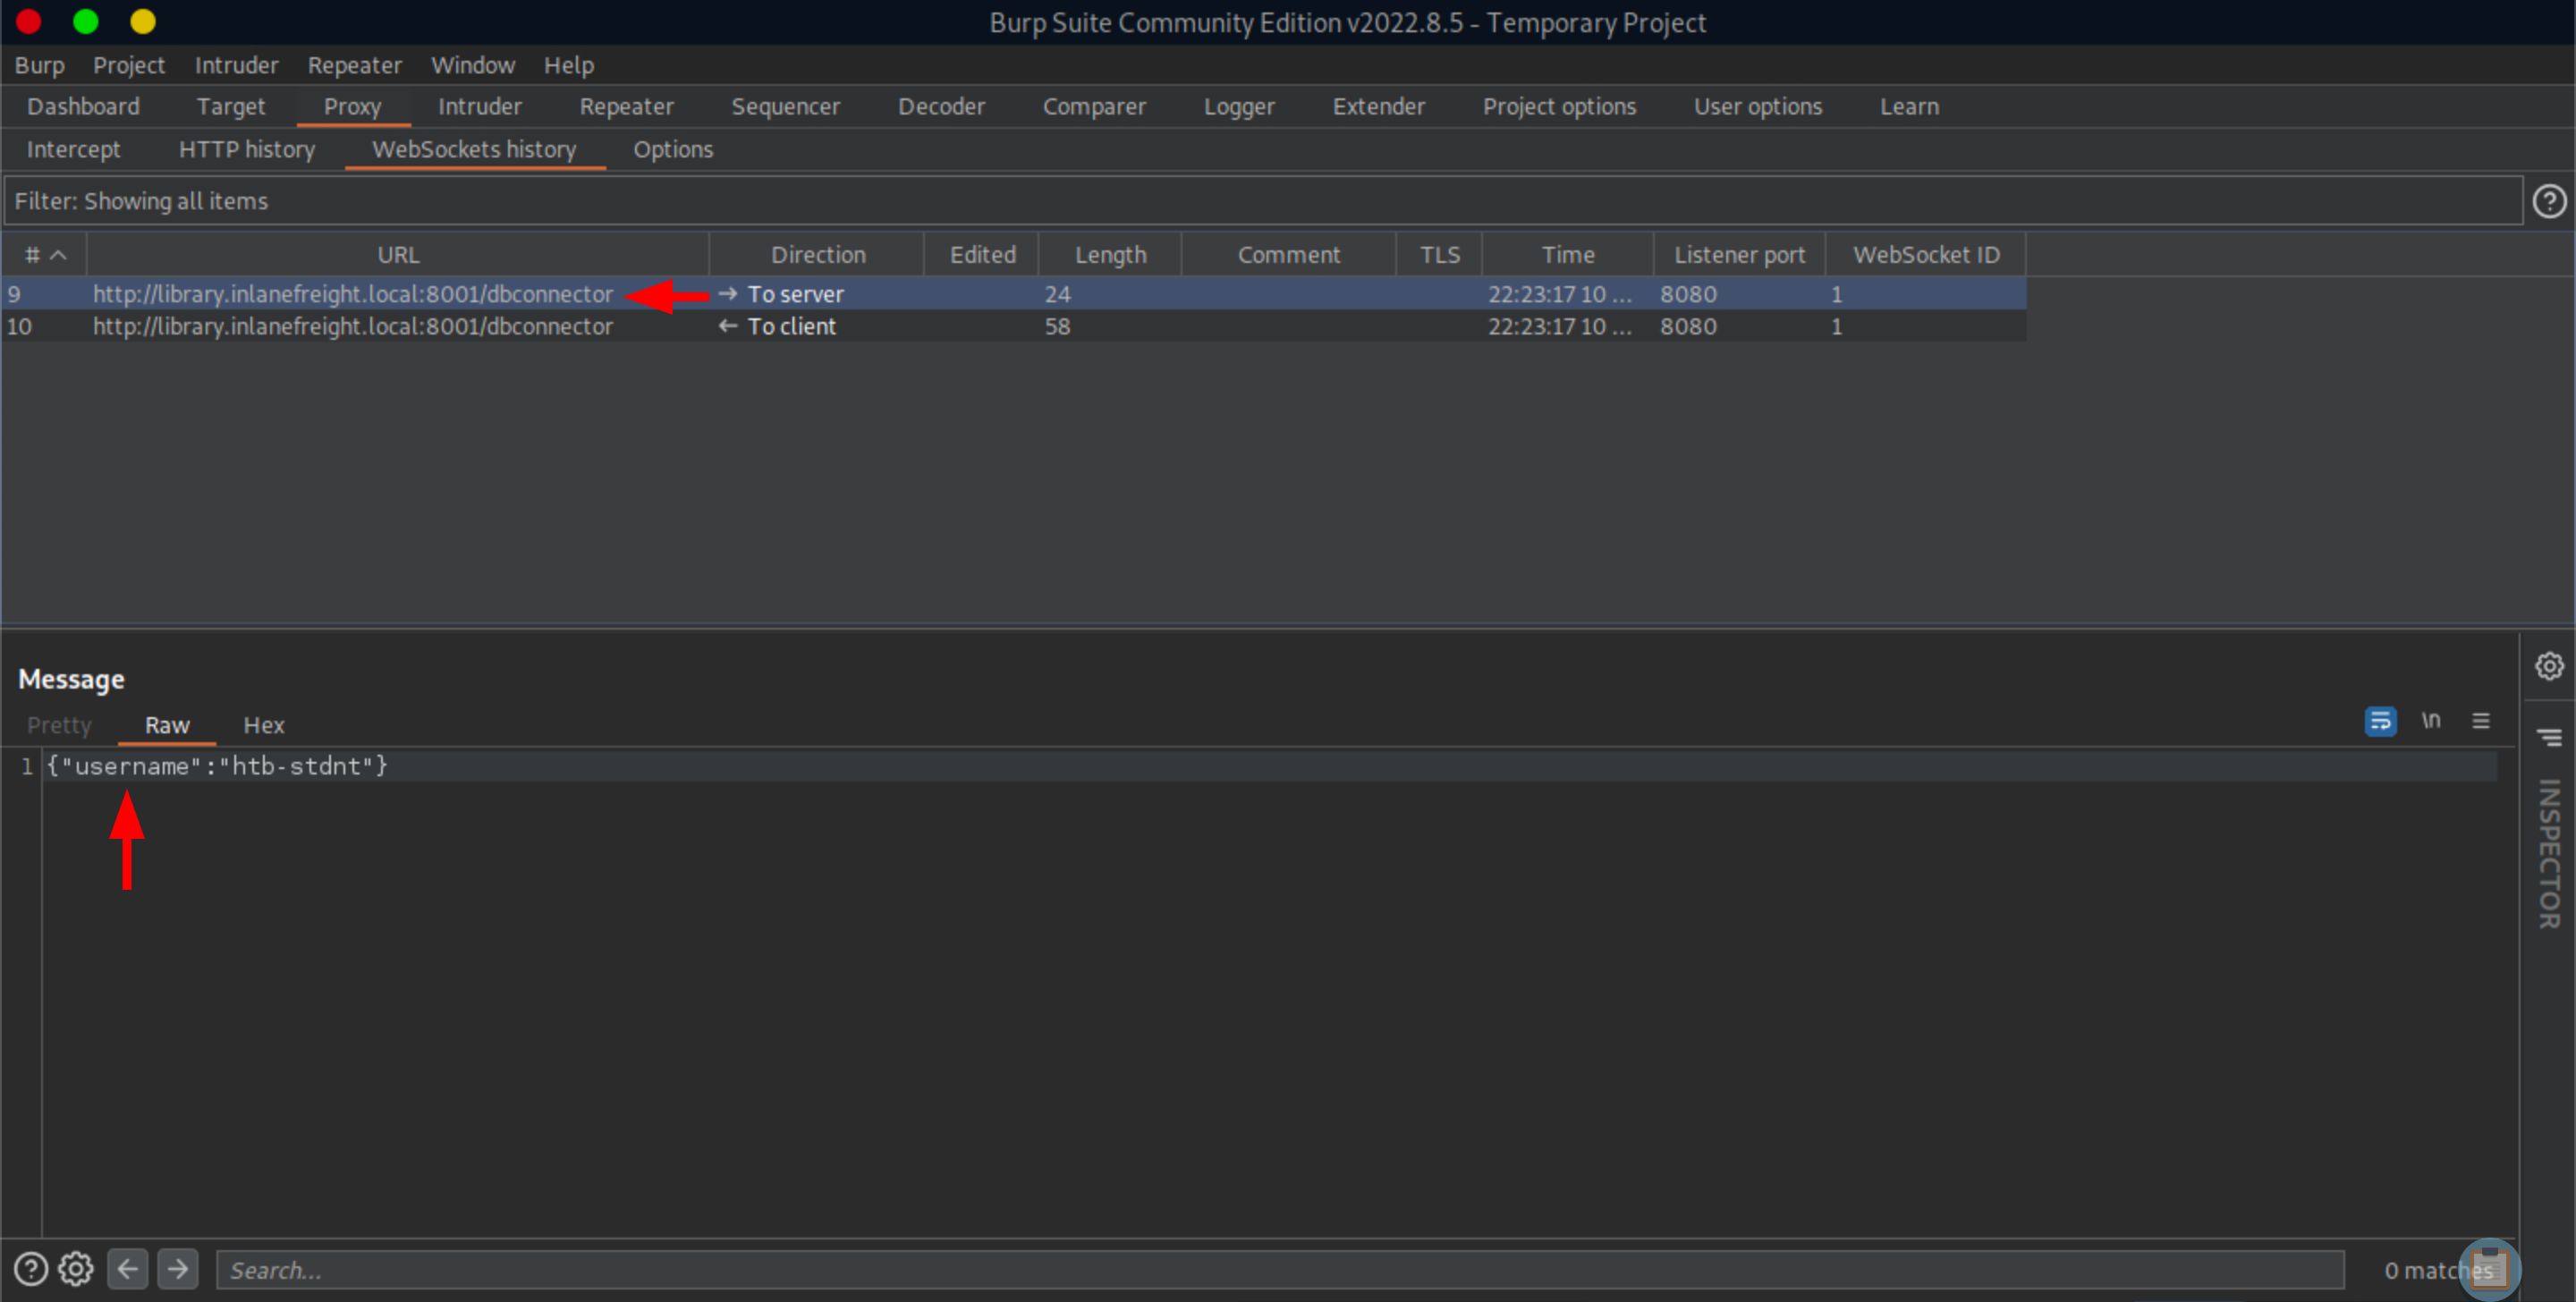 Burp Suite Community Edition v2022.8.5 - Temporary Project
Burp Project Intruder Repeater Window Help
Dashboard Target Proxy Intruder Repeater Sequencer Decoder Comparer Logger Extender Project options User options Learn
Intercept HTTP history WebSockets history Options
Filter: Showing all items
# URL Direction Edited Length Comment TLS Time Listener port WebSocket ID
9 http://library.inlanefreight.local:8001/dbconnector → To server 24 22:23:17 10 ... 8080 1
10 http://library.inlanefreight.local:8001/dbconnector ← To client 58 22:23:17 10 ... 8080 1
Message
Pretty Raw Hex \n
1 {"username":"htb-stdnt"}
INSPECTOR
Search...
0 matches